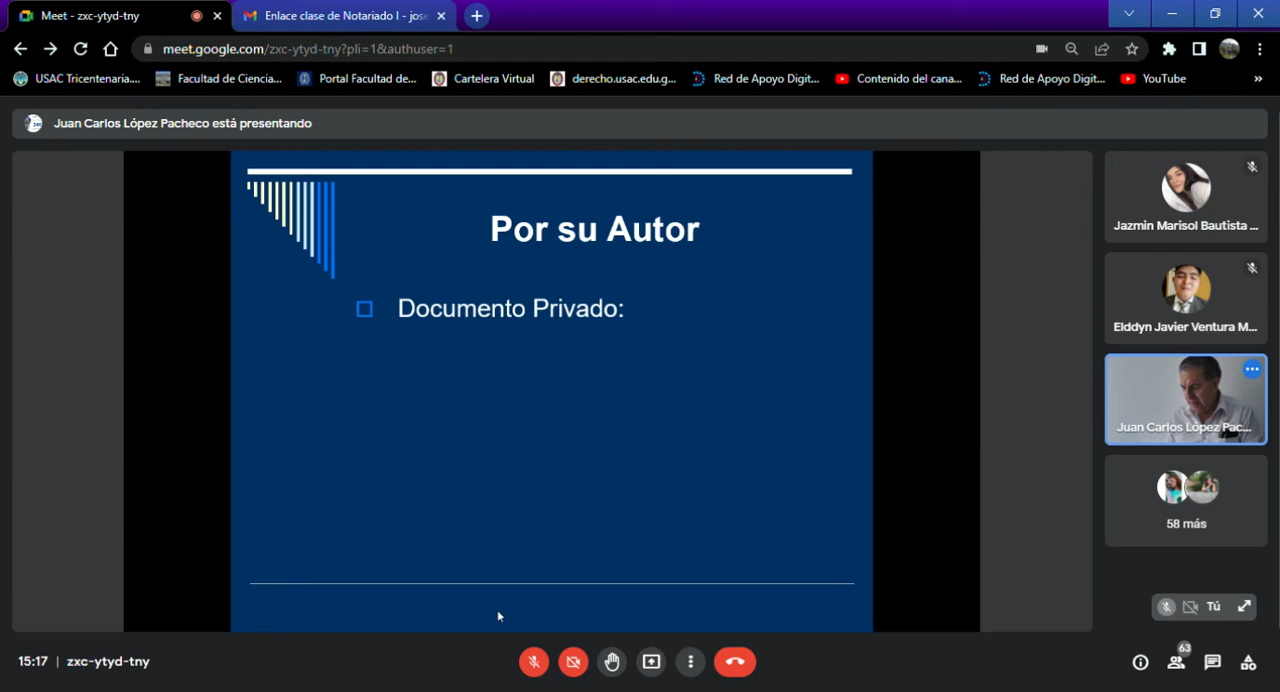 Meet - zxc-ytyd-tny
Enlace clase de Notariado I - jose
meet.google.com/zxc-ytyd-tny?pli=1&authuser=1
USAC Tricentenaria....
Facultad de Ciencia...
Portal Facultad de...
Cartelera Virtual
derecho.usac.edu.g...
Red de Apoyo Digit...
Contenido del cana...
Red de Apoyo Digit...
YouTube
»
Juan Carlos López Pacheco está presentando
Por su Autor
Documento Privado:
Jazmin Marisol Bautista ...
Elddyn Javier Ventura M...
Juan Carlos López Pac...
58 más
Tú
15:17 | zxc-ytyd-tny
63